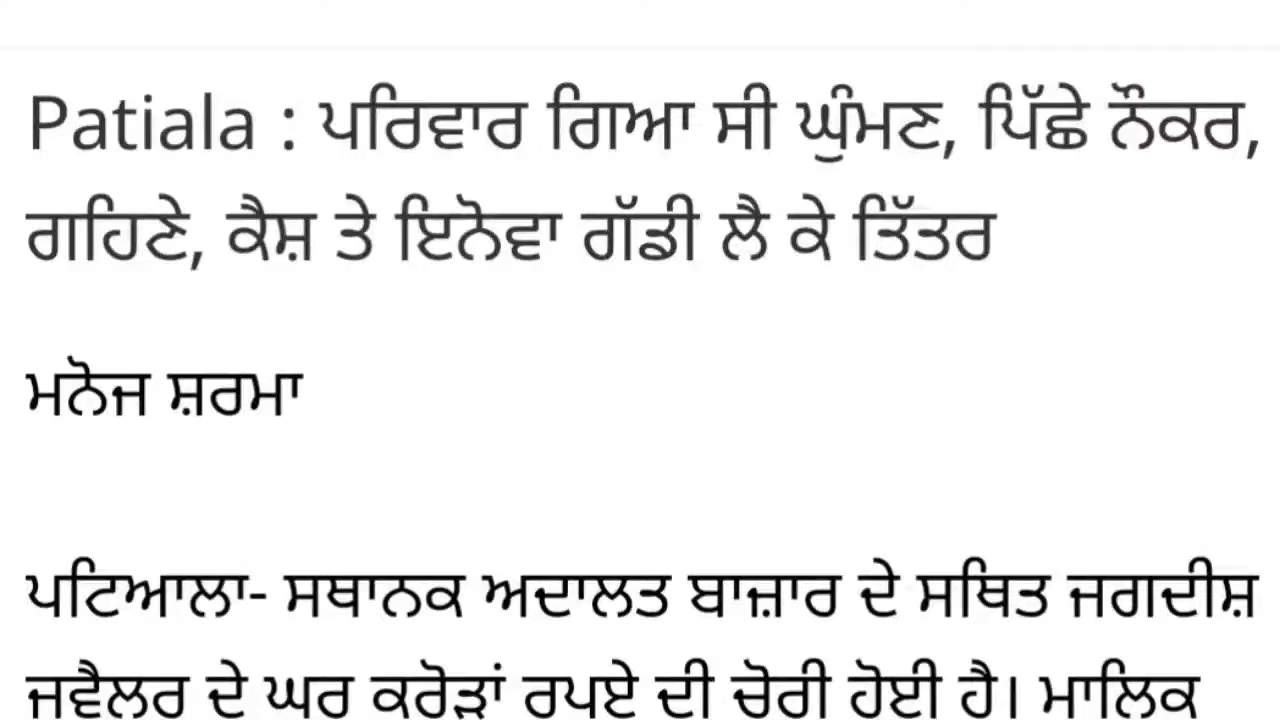 Patiala : ਪਰਿਵਾਰ ਗਿਆ ਸੀ ਘੁੰਮਣ, ਪਿੱਛੇ ਨੌਕਰ,
ਗਹਿਣੇ, ਕੈਸ਼ ਤੇ ਇਨੋਵਾ ਗੱਡੀ ਲੈ ਕੇ ਤਿੱਤਰ
ਮਨੋਜ ਸ਼ਰਮਾ
ਪਟਿਆਲਾ- ਸਥਾਨਕ ਅਦਾਲਤ ਬਾਜ਼ਾਰ ਦੇ ਸਥਿਤ ਜਗਦੀਸ਼
ਜਵੈਲਰ ਦੇ ਘਰ ਕਰੋੜਾਂ ਰਪਏ ਦੀ ਚੋਰੀ ਹੋਈ ਹੈ। ਮਾਲਿਕ